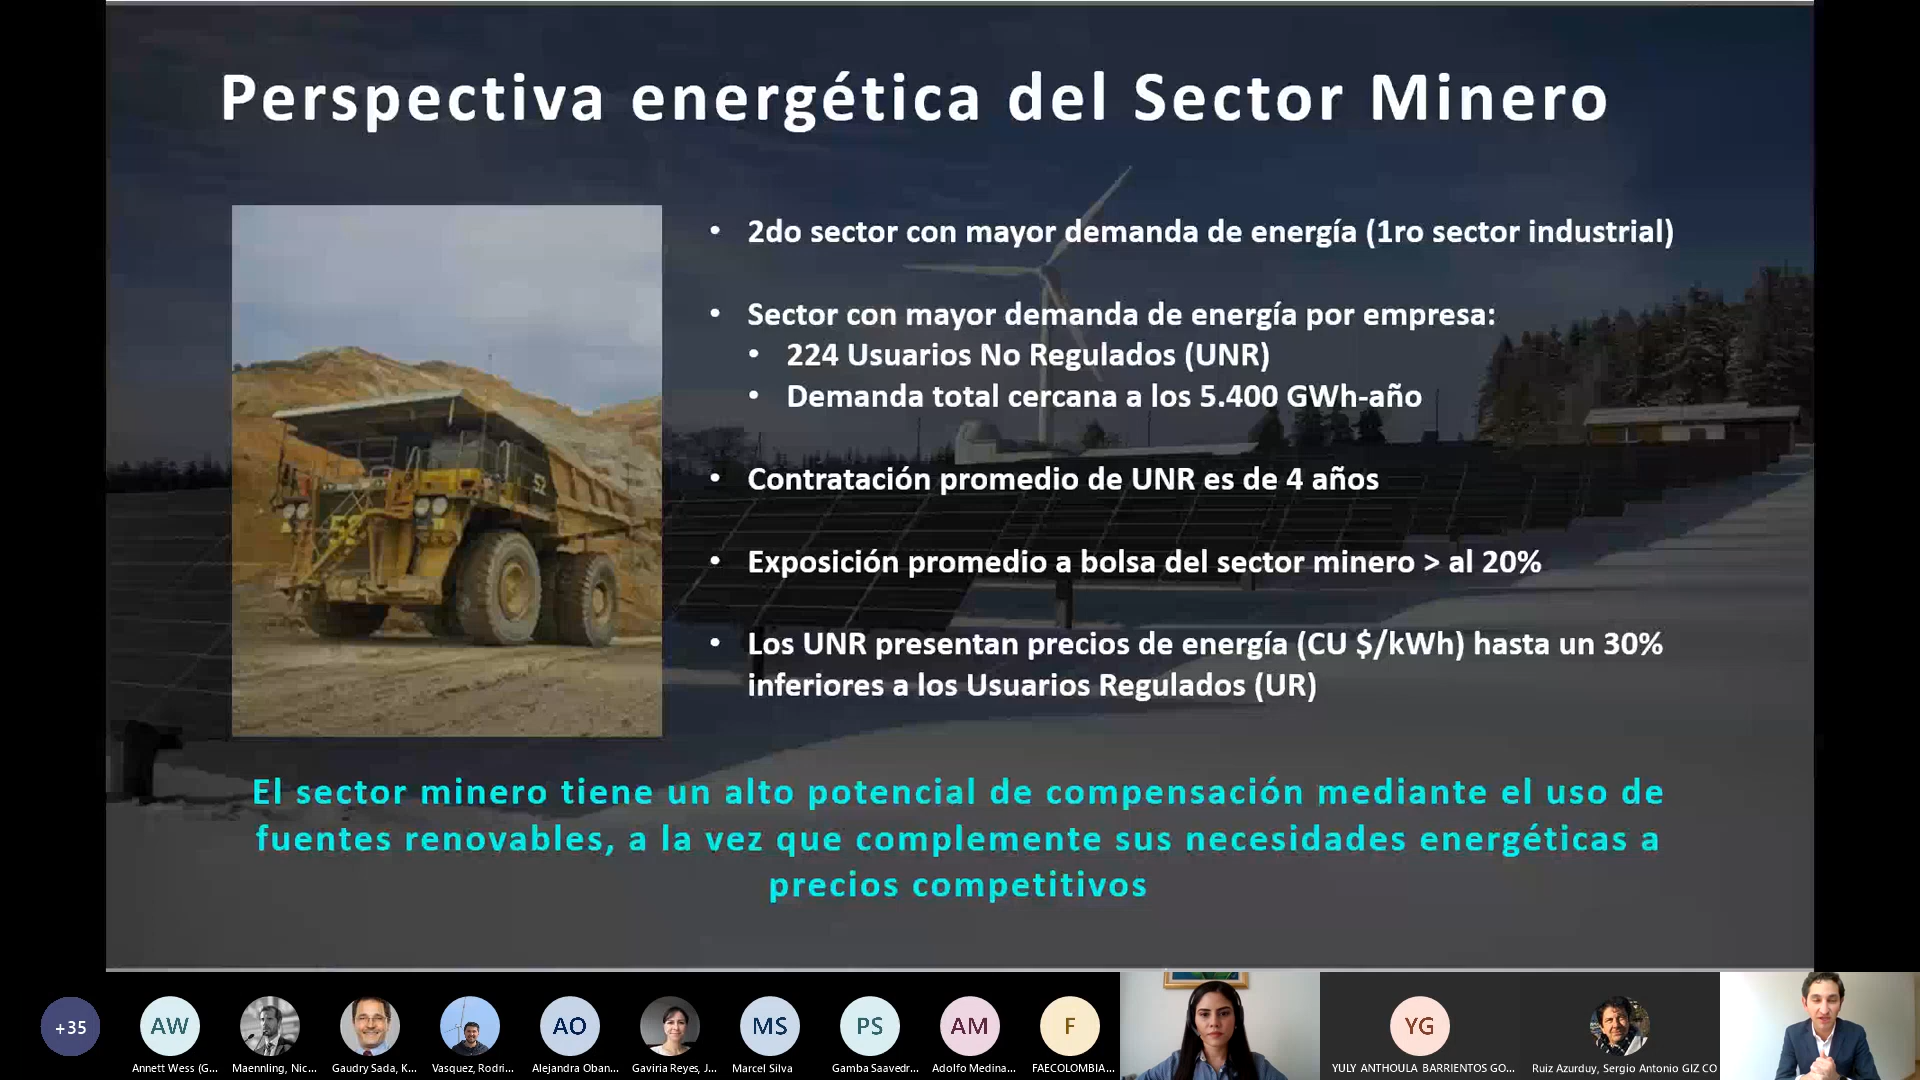 Perspectiva energética del Sector Minero
• 2do sector con mayor demanda de energía (1ro sector industrial)
• Sector con mayor demanda de energía por empresa:
• 224 Usuarios No Regulados (UNR)
• Demanda total cercana a los 5.400 GWh-año
• Contratación promedio de UNR es de 4 años
• Exposición promedio a bolsa del sector minero > al 20%
• Los UNR presentan precios de energía (CU $/kWh) hasta un 30%
inferiores a los Usuarios Regulados (UR)
52
El sector minero tiene un alto potencial de compensación mediante el uso de
fuentes renovables, a la vez que complemente sus necesidades energéticas a
precios competitivos
+35
AW
AO
MS
PS
AM
F
YG
Annett Wess (G...
Maennling, Nic...
Gaudry Sada, K...
Vasquez, Rodri...
Alejandra Oban...
Gaviria Reyes, J...
Marcel Silva
Gamba Saavedr...
Adolfo Medina...
FAECOLOMBIA...
YULY ANTHOULA BARRIENTOS GO...
Ruiz Azurduy, Sergio Antonio GIZ CO